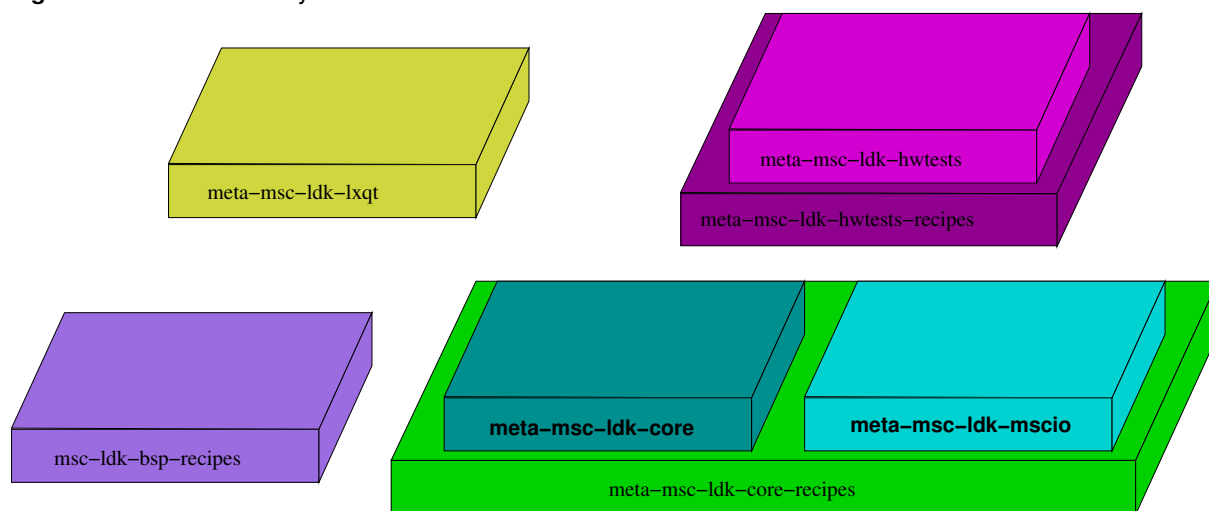 meta−msc−ldk−lxqt
meta−msc−ldk−hwtests
meta−msc−ldk−hwtests−recipes
msc−ldk−bsp−recipes
meta−msc−ldk−core
meta−msc−ldk−mscio
meta−msc−ldk−core−recipes